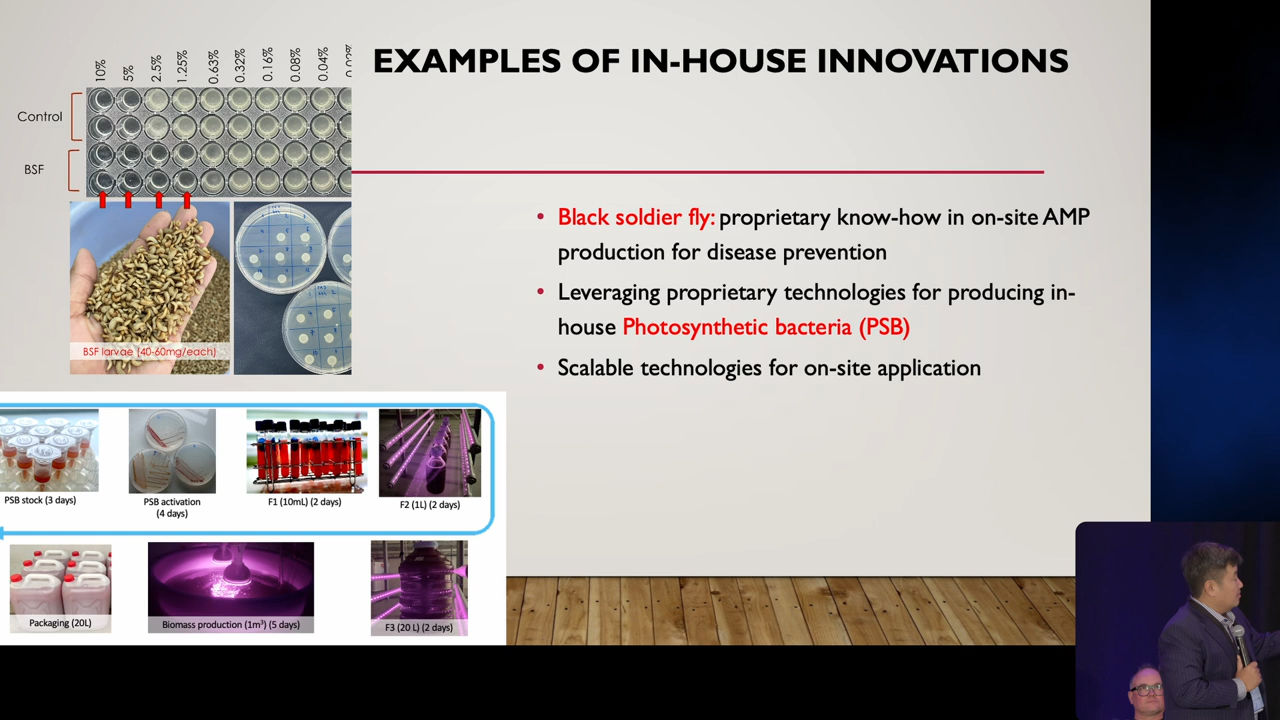 EXAMPLES OF IN-HOUSE INNOVATIONS
10% 5% 2.5% 1.25% 0.63% 0.32% 0.16% 0.08% 0.04%
Control
BSF
BSF larvae (40-60mg/each)
• Black soldier fly: proprietary know-how in on-site AMP
production for disease prevention
• Leveraging proprietary technologies for producing in-
house Photosynthetic bacteria (PSB)
• Scalable technologies for on-site application
PSB stock (3 days)
PSB activation
(4 days)
F1 (10mL) (2 days)
F2 (1L) (2 days)
Packaging (20L)
Biomass production (1m³) (5 days)
F3 (20 L) (2 days)